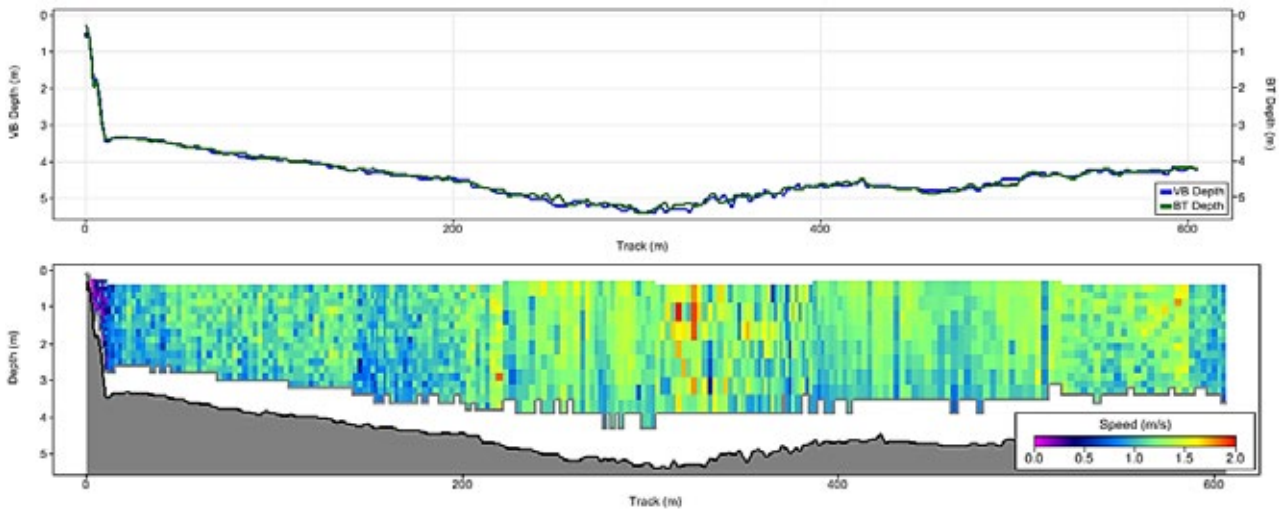 0 0
1 1
2 2
3 3
4 4
5 5
VB Depth (m)
BT Depth (m)
VB Depth
BT Depth
0 200 400 600
Track (m)
0
1
2
3
4
5
Depth (m)
Speed (m/s)
0.0 0.5 1.0 1.5 2.0
0 200 400 600
Track (m)